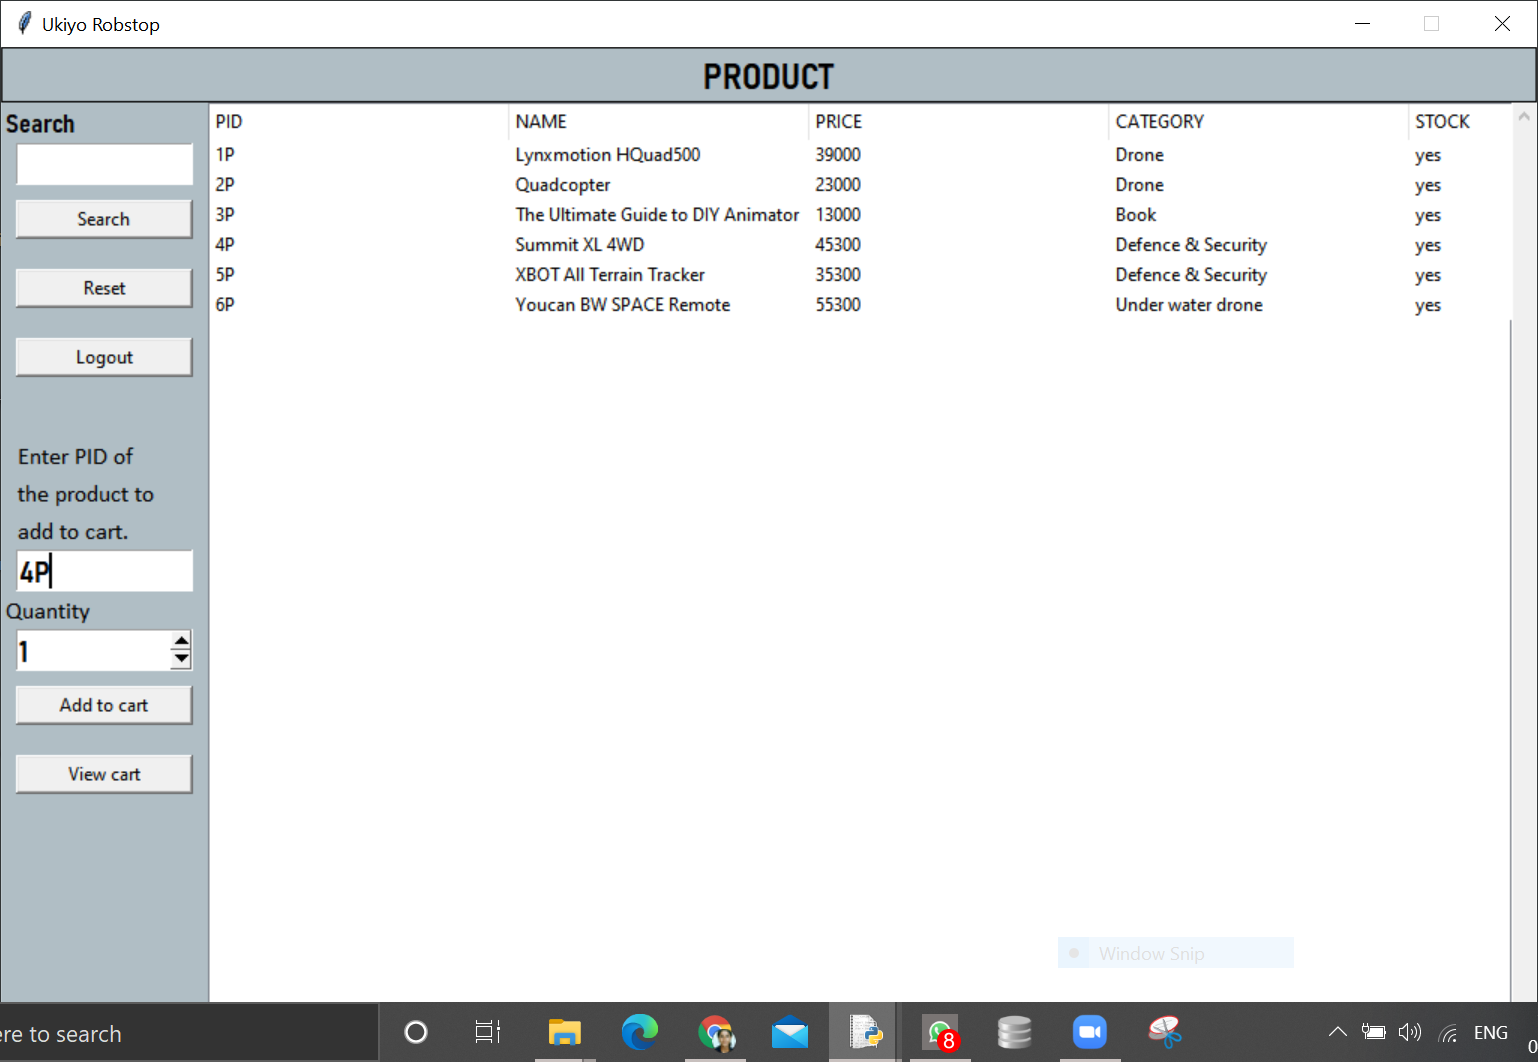 Ukiyo Robstop
PRODUCT
Search
Search
Reset
Logout
Enter PID of
the product to
add to cart.
4P
Quantity
1
Add to cart
View cart
PID NAME PRICE CATEGORY STOCK
1P Lynxmotion HQuad500 39000 Drone yes
2P Quadcopter 23000 Drone yes
3P The Ultimate Guide to DIY Animator 13000 Book yes
4P Summit XL 4WD 45300 Defence & Security yes
5P XBOT All Terrain Tracker 35300 Defence & Security yes
6P Youcan BW SPACE Remote 55300 Under water drone yes
Window Snip
ere to search
8
ENG
0